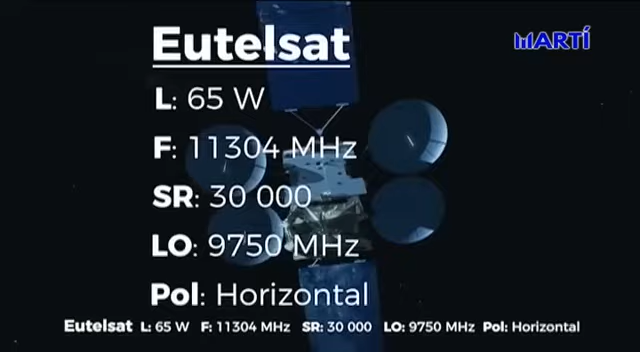 Eutelsat
MARTÍ
L: 65 W
F: 11304 MHz
SR: 30 000
LO: 9750 MHz
Pol: Horizontal
Eutelsat L: 65 W F: 11304 MHz SR: 30 000 LO: 9750 MHz Pol: Horizontal